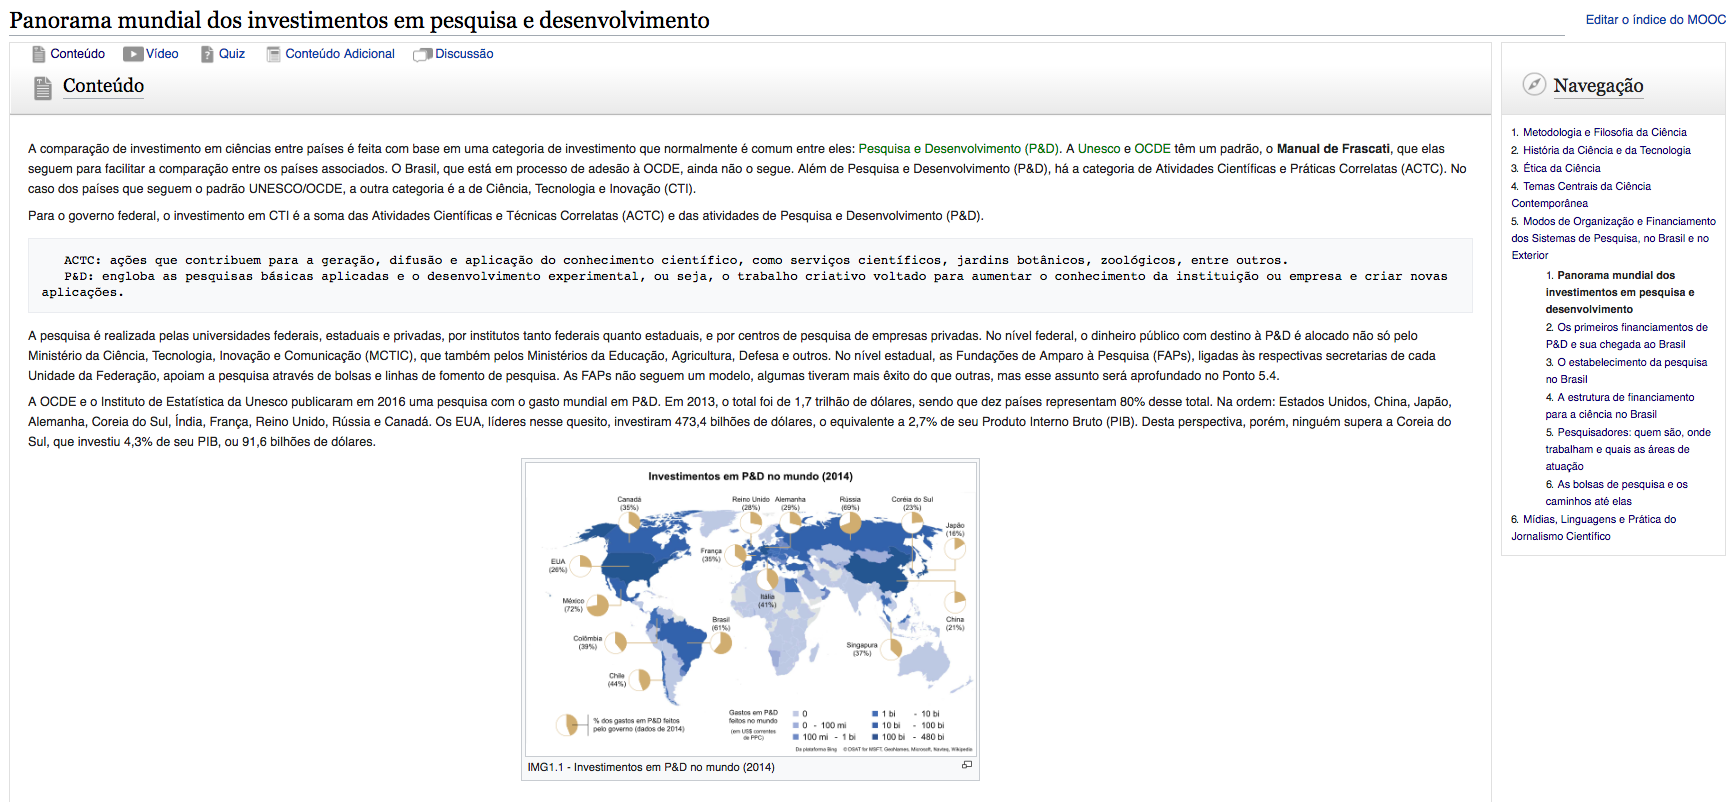 Panorama mundial dos investimentos em pesquisa e desenvolvimento
Editar o índice do MOOC
Conteúdo Vídeo Quiz Conteúdo Adicional Discussão
Conteúdo
A comparação de investimento em ciências entre países é feita com base em uma categoria de investimento que normalmente é comum entre eles: Pesquisa e Desenvolvimento (P&D). A Unesco e OCDE têm um padrão, o Manual de Frascati, que elas
seguem para facilitar a comparação entre os países associados. O Brasil, que está em processo de adesão à OCDE, ainda não o segue. Além de Pesquisa e Desenvolvimento (P&D), há a categoria de Atividades Científicas e Práticas Correlatas (ACTC). No
caso dos países que seguem o padrão UNESCO/OCDE, a outra categoria é a de Ciência, Tecnologia e Inovação (CTI).
Para o governo federal, o investimento em CTI é a soma das Atividades Científicas e Técnicas Correlatas (ACTC) e das atividades de Pesquisa e Desenvolvimento (P&D).
ACTC: ações que contribuem para a geração, difusão e aplicação do conhecimento científico, como serviços científicos, jardins botânicos, zoológicos, entre outros.
P&D: engloba as pesquisas básicas aplicadas e o desenvolvimento experimental, ou seja, o trabalho criativo voltado para aumentar o conhecimento da instituição ou empresa e criar novas
aplicações.
A pesquisa é realizada pelas universidades federais, estaduais e privadas, por institutos tanto federais quanto estaduais, e por centros de pesquisa de empresas privadas. No nível federal, o dinheiro público com destino à P&D é alocado não só pelo
Ministério da Ciência, Tecnologia, Inovação e Comunicação (MCTIC), que também pelos Ministérios da Educação, Agricultura, Defesa e outros. No nível estadual, as Fundações de Amparo à Pesquisa (FAPs), ligadas às respectivas secretarias de cada
Unidade da Federação, apoiam a pesquisa através de bolsas e linhas de fomento de pesquisa. As FAPs não seguem um modelo, algumas tiveram mais êxito do que outras, mas esse assunto será aprofundado no Ponto 5.4.
A OCDE e o Instituto de Estatística da Unesco publicaram em 2016 uma pesquisa com o gasto mundial em P&D. Em 2013, o total foi de 1,7 trilhão de dólares, sendo que dez países representam 80% desse total. Na ordem: Estados Unidos, China, Japão,
Alemanha, Coreia do Sul, Índia, França, Reino Unido, Rússia e Canadá. Os EUA, líderes nesse quesito, investiram 473,4 bilhões de dólares, o equivalente a 2,7% de seu Produto Interno Bruto (PIB). Desta perspectiva, porém, ninguém supera a Coreia do
Sul, que investiu 4,3% de seu PIB, ou 91,6 bilhões de dólares.
Investimentos em P&D no mundo (2014)
Canadá
(35%)
Reino Unido
(28%)
Alemanha
(29%)
Rússia
(69%)
Coréia do Sul
(23%)
Japão
(16%)
França
(35%)
EUA
(26%)
Itália
(41%)
México
(72%)
Brasil
(61%)
China
(21%)
Colômbia
(39%)
Singapura
(37%)
Chile
(44%)
% dos gastos em P&D feitos
pelo governo (dados de 2014)
Gastos em P&D
feitos no mundo
(em US$ correntes
de PPC)
0
0 - 100 mi
100 mi - 1 bi
1 bi - 10 bi
10 bi - 100 bi
100 bi - 480 bi
Da plataforma Bing © DSAT for MSFT, GeoNames, Microsoft, Navteq, Wikipedia
IMG1.1 - Investimentos em P&D no mundo (2014)
Navegação
1. Metodologia e Filosofia da Ciência
2. História da Ciência e da Tecnologia
3. Ética da Ciência
4. Temas Centrais da Ciência
Contemporânea
5. Modos de Organização e Financiamento
dos Sistemas de Pesquisa, no Brasil e no
Exterior
1. Panorama mundial dos
investimentos em pesquisa e
desenvolvimento
2. Os primeiros financiamentos de
P&D e sua chegada ao Brasil
3. O estabelecimento da pesquisa
no Brasil
4. A estrutura de financiamento
para a ciência no Brasil
5. Pesquisadores: quem são, onde
trabalham e quais as áreas de
atuação
6. As bolsas de pesquisa e os
caminhos até elas
6. Mídias, Linguagens e Prática do
Jornalismo Científico